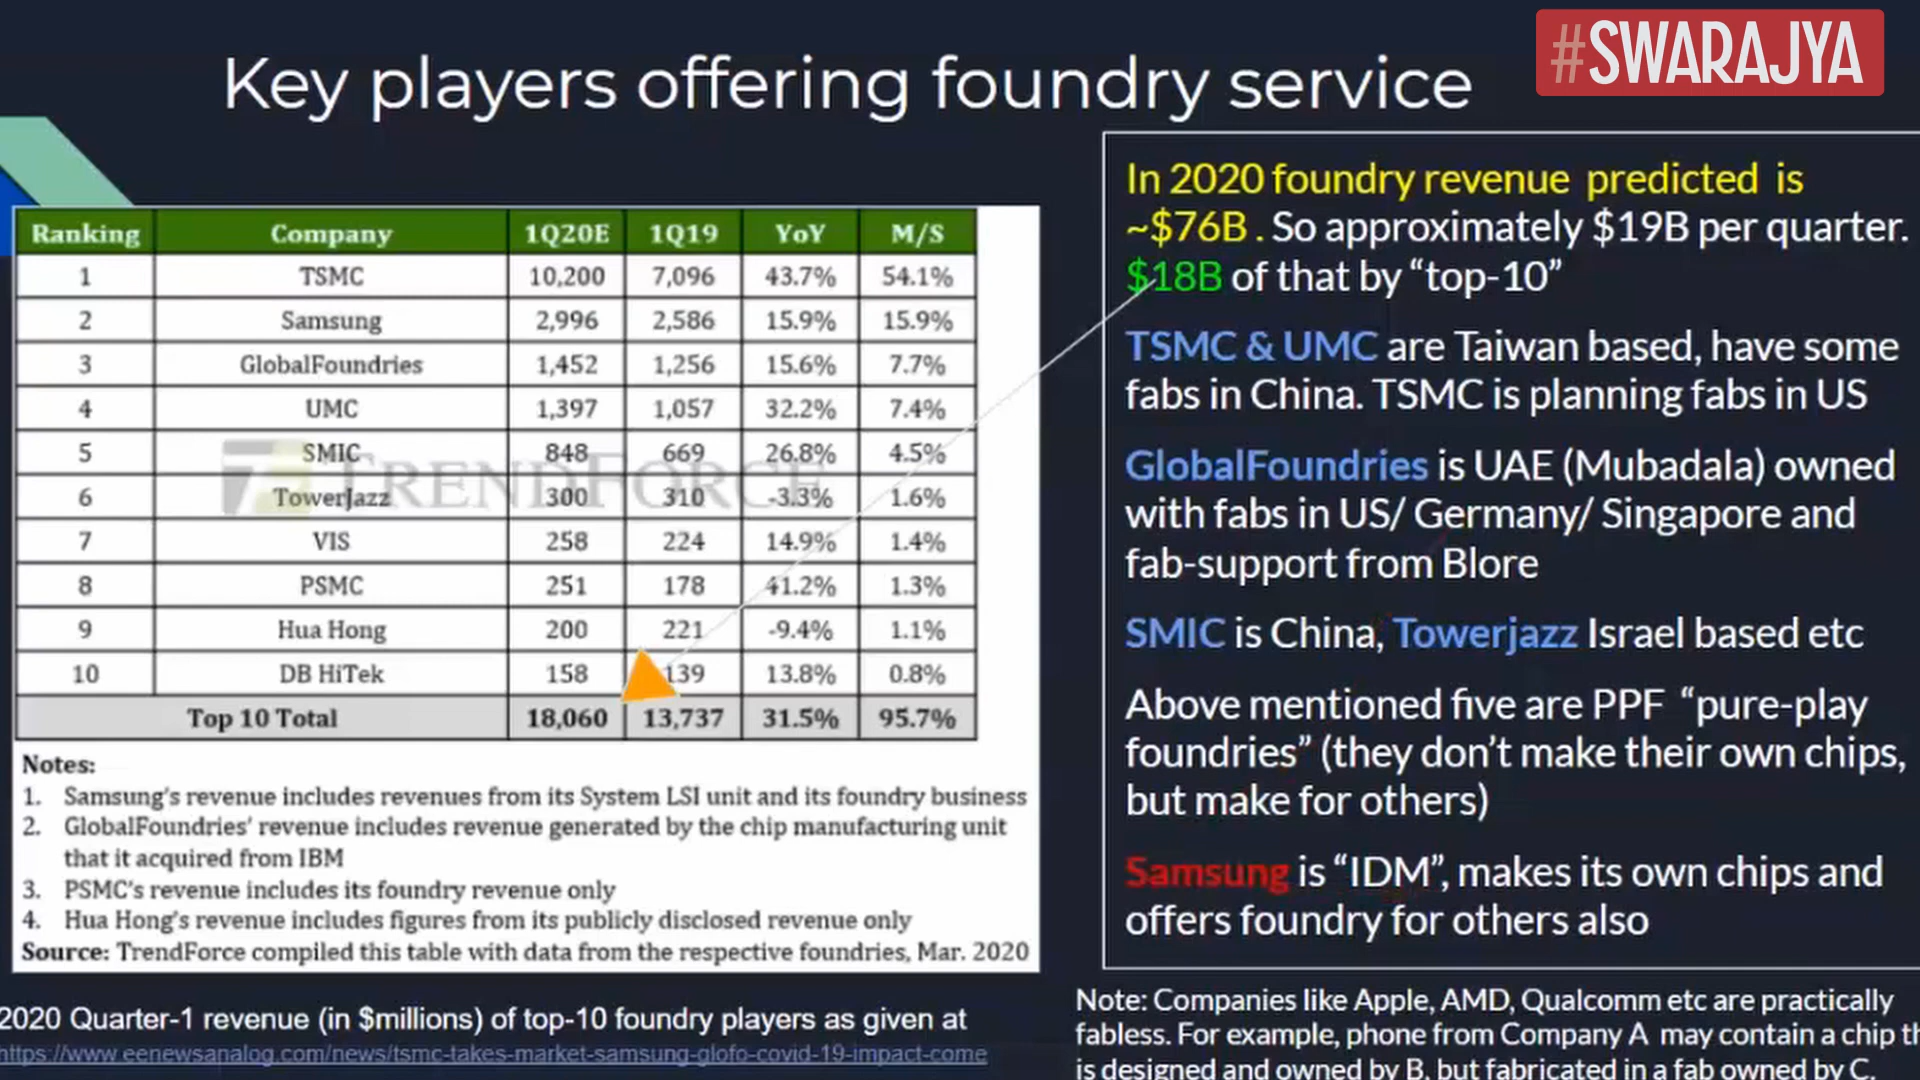 #SWARAJYA
Key players offering foundry service
Ranking Company 1Q20E 1Q19 YoY M/S
1 TSMC 10,200 7,096 43.7% 54.1%
2 Samsung 2,996 2,586 15.9% 15.9%
3 GlobalFoundries 1,452 1,256 15.6% 7.7%
4 UMC 1,397 1,057 32.2% 7.4%
5 SMIC 848 669 26.8% 4.5%
6 TowerJazz 300 310 -3.3% 1.6%
7 VIS 258 224 14.9% 1.4%
8 PSMC 251 178 41.2% 1.3%
9 Hua Hong 200 221 -9.4% 1.1%
10 DB HiTek 158 139 13.8% 0.8%
Top 10 Total 18,060 13,737 31.5% 95.7%
TRENDFORCE
Notes:
1. Samsung's revenue includes revenues from its System LSI unit and its foundry business
2. GlobalFoundries' revenue includes revenue generated by the chip manufacturing unit
that it acquired from IBM
3. PSMC's revenue includes its foundry revenue only
4. Hua Hong's revenue includes figures from its publicly disclosed revenue only
Source: TrendForce compiled this table with data from the respective foundries, Mar. 2020
2020 Quarter-1 revenue (in $millions) of top-10 foundry players as given at
https://www.eenewsanalog.com/news/tsmc-takes-market-samsung-glofo-covid-19-impact-come
In 2020 foundry revenue predicted is
~$76B . So approximately $19B per quarter.
$18B of that by “top-10”
TSMC & UMC are Taiwan based, have some
fabs in China. TSMC is planning fabs in US
GlobalFoundries is UAE (Mubadala) owned
with fabs in US/ Germany/ Singapore and
fab-support from Blore
SMIC is China, Towerjazz Israel based etc
Above mentioned five are PPF “pure-play
foundries” (they don’t make their own chips,
but make for others)
Samsung is “IDM”, makes its own chips and
offers foundry for others also
Note: Companies like Apple, AMD, Qualcomm etc are practically
fabless. For example, phone from Company A may contain a chip th
is designed and owned by B, but fabricated in a fab owned by C.